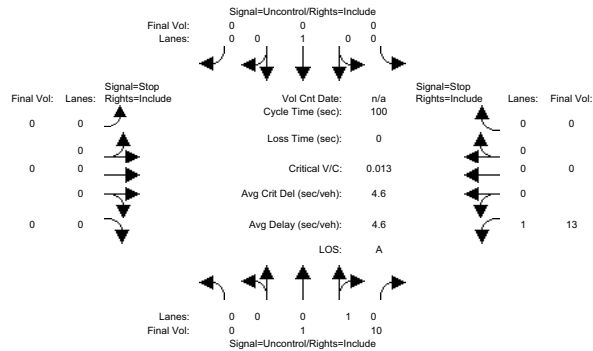 Signal=Uncontrol/Rights=Include
Final Vol: 0 0 0
Lanes: 0 0 1 0 0
Signal=Stop
Final Vol: Lanes: Rights=Include
Vol Cnt Date: n/a
Signal=Stop
Rights=Include Lanes: Final Vol:
Cycle Time (sec): 100
0 0
0 0
Loss Time (sec): 0
0
0
0 0
Critical V/C: 0.013
0 0
0
Avg Crit Del (sec/veh): 4.6
0
0 0
Avg Delay (sec/veh): 4.6
1 13
LOS: A
Lanes: 0 0 0 1 0
Final Vol: 0 1 10
Signal=Uncontrol/Rights=Include